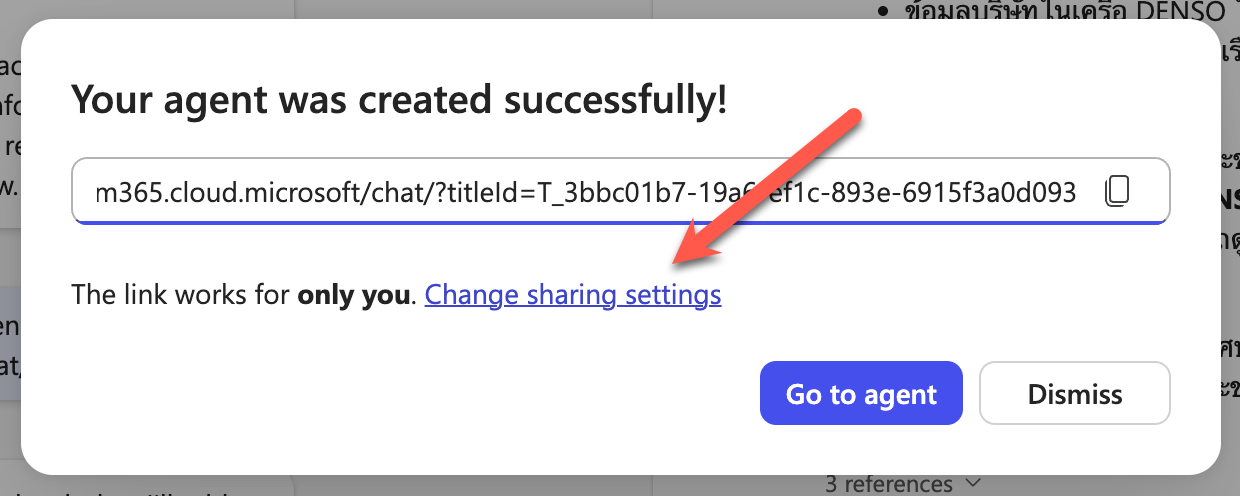 ข้อมูลบริษัทในเครือ DENSO
Your agent was created successfully!
m365.cloud.microsoft/chat/?titleId=T_3bbc01b7-19a6-ef1c-893e-6915f3a0d093
The link works for only you. Change sharing settings
Go to agent
Dismiss
3 references